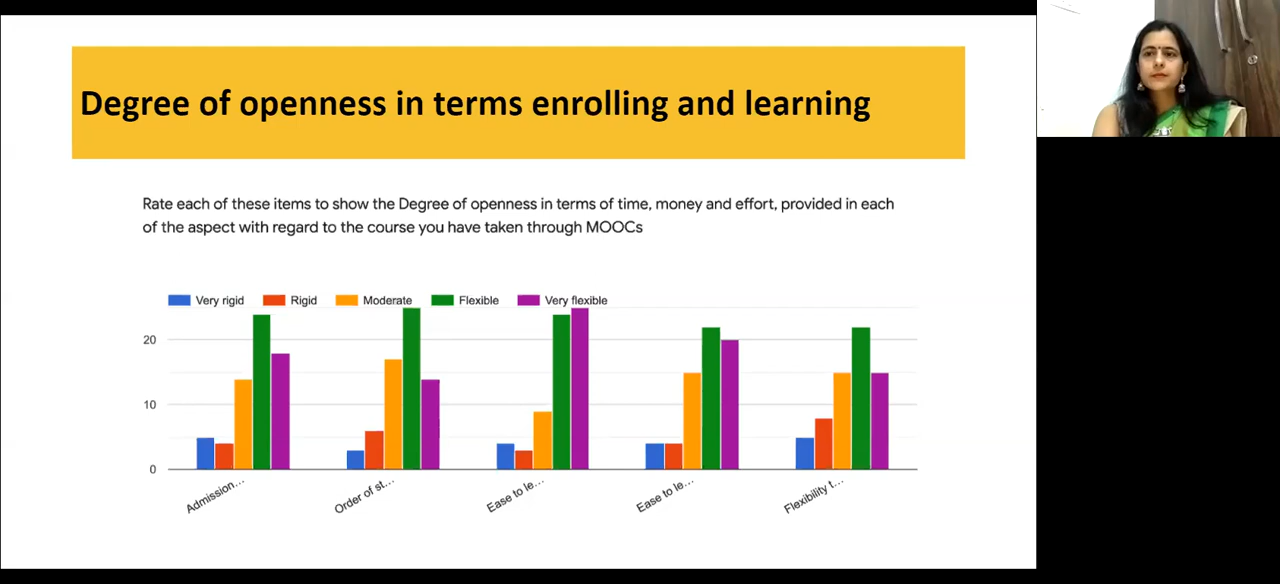 Degree of openness in terms enrolling and learning
Rate each of these items to show the Degree of openness in terms of time, money and effort, provided in each
of the aspect with regard to the course you have taken through MOOCs
Very rigid Rigid Moderate Flexible Very flexible
20
10
0
Admission... Order of st... Ease to le... Ease to le... Flexibility t...